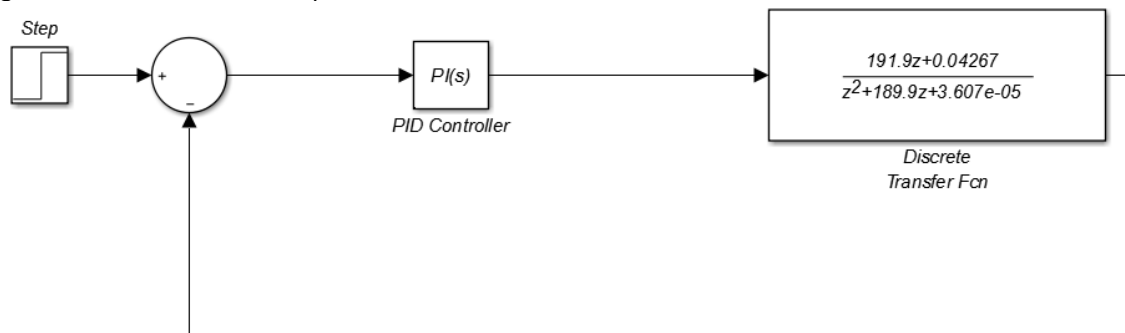 Step
+
−
PI(s)
PID Controller
191.9z+0.04267
z²+189.9z+3.607e-05
Discrete
Transfer Fcn